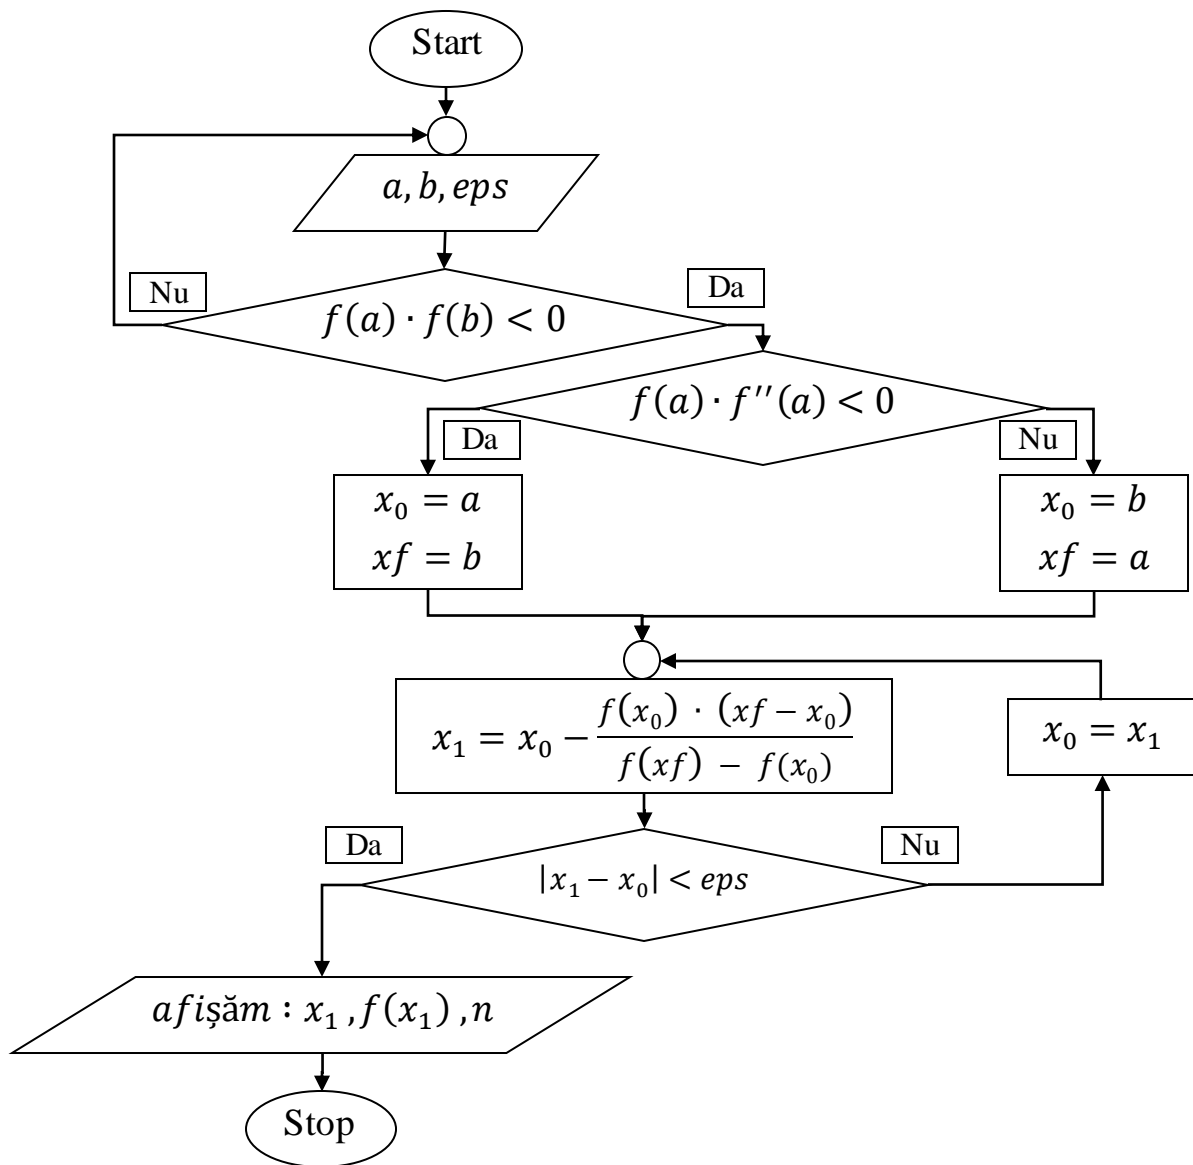 Start
a, b, eps
Nu
Da
f(a) · f(b) < 0
f(a) · f′′(a) < 0
Da
Nu
x₀ = a
xf = b
x₀ = b
xf = a
x₁ = x₀ − f(x₀) · (xf − x₀) / f(xf) − f(x₀)
x₀ = x₁
Da
Nu
|x₁ − x₀| < eps
afișăm : x₁ , f(x₁) , n
Stop